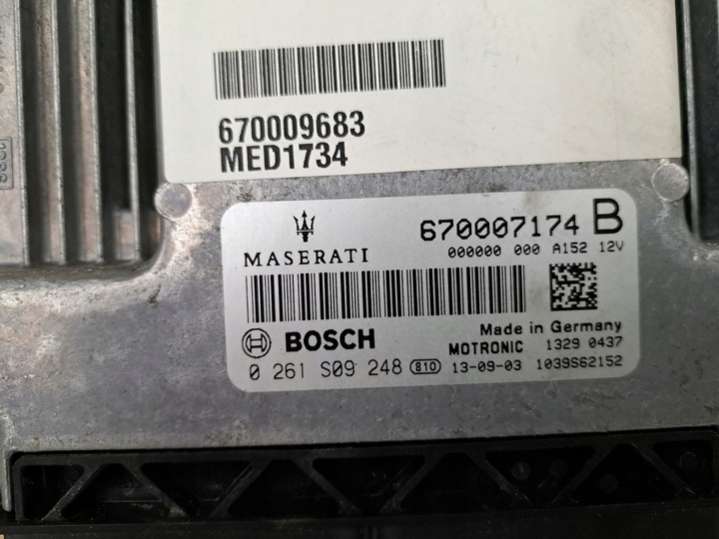 670009683
MED1734
MASERATI
670007174 B
000000 000 A152 12V
BOSCH
Made in Germany
MOTRONIC 1329 0437
0 261 S09 248 810 13-09-03 1039S62152